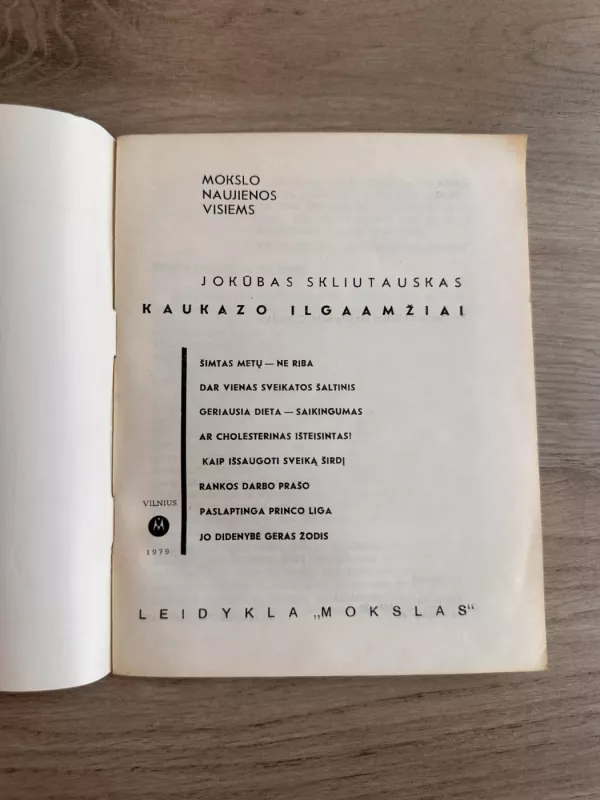 MOKSLO
NAUJIENOS
VISIEMS
JOKŪBAS SKLIUTAUSKAS
KAUKAZO ILGAAMŽIAI
ŠIMTAS METŲ — NE RIBA
DAR VIENAS SVEIKATOS ŠALTINIS
GERIAUSIA DIETA — SAIKINGUMAS
AR CHOLESTERINAS IŠTEISINTAS!
KAIP IŠSAUGOTI SVEIKĄ ŠIRDĮ
RANKOS DARBO PRAŠO
PASLAPTINGA PRINCO LIGA
JO DIDENYBĖ GERAS ŽODIS
VILNIUS
M
1979
LEIDYKLA „MOKSLAS“